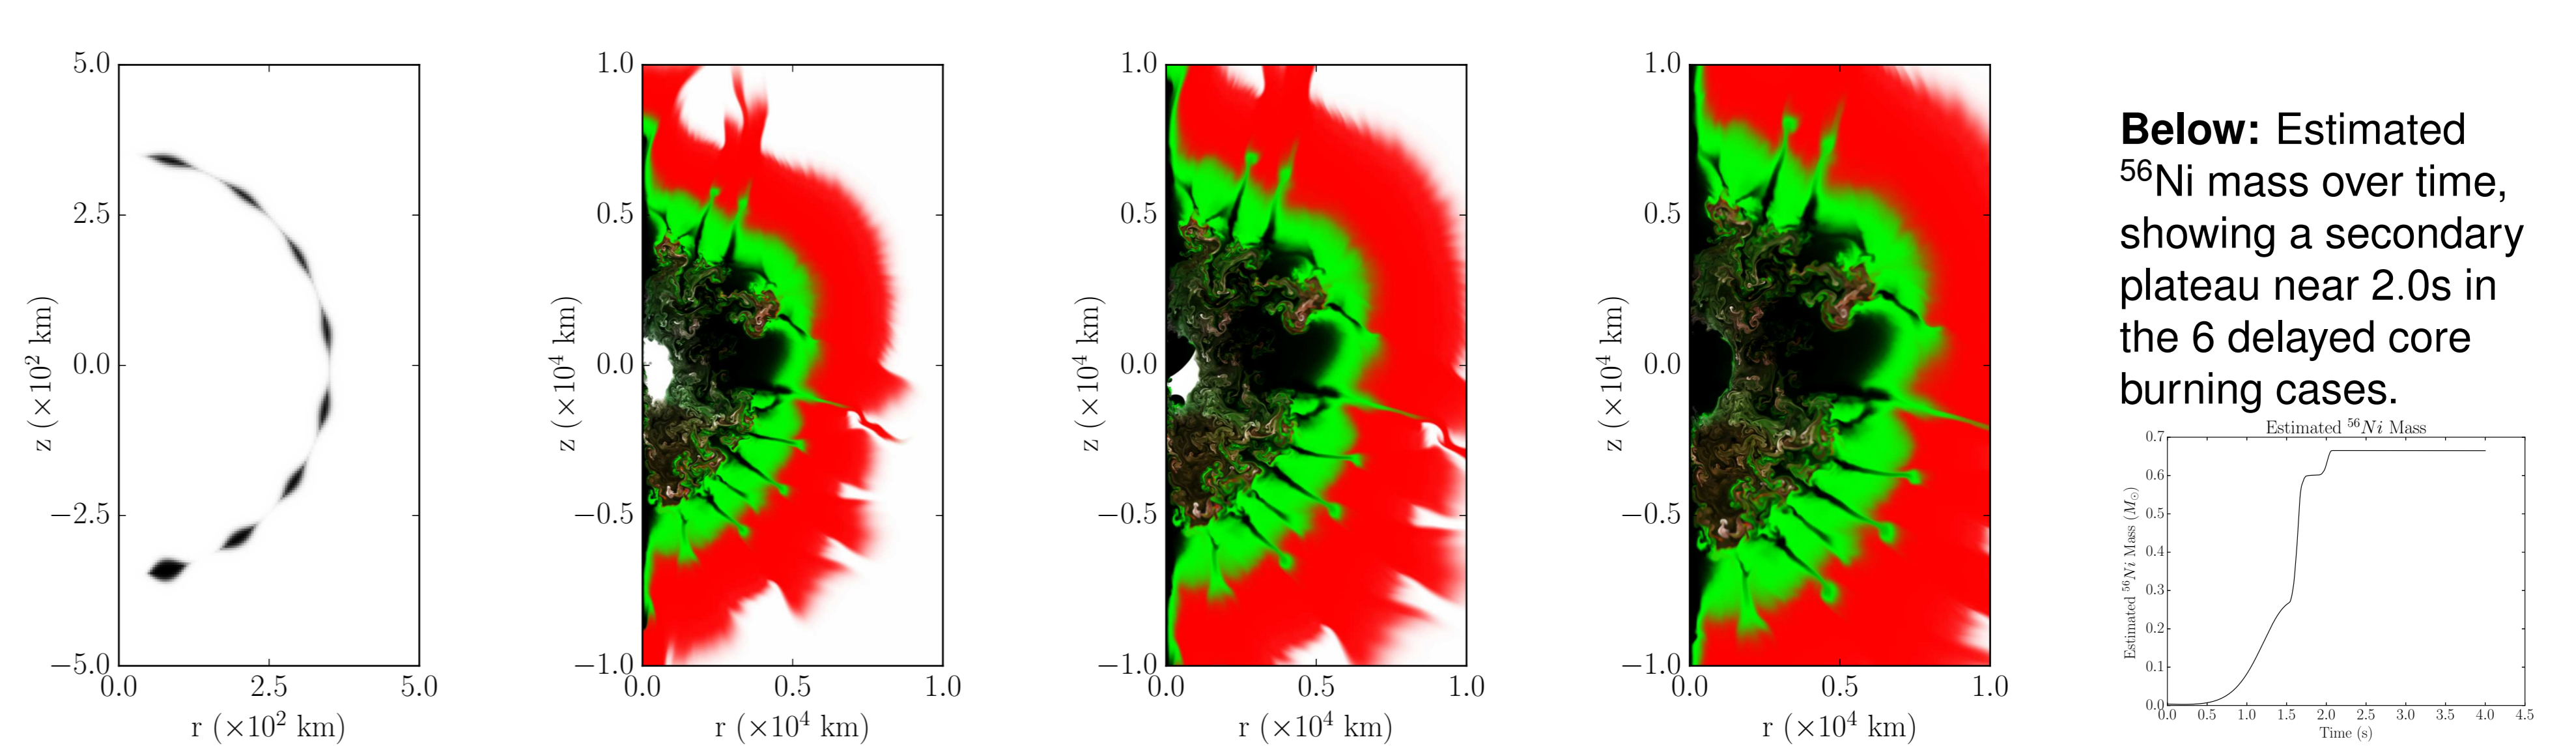 5.0
2.5
0.0
−2.5
−5.0
0.0 2.5 5.0
z (×10² km)
r (×10² km)
1.0
0.5
0.0
−0.5
−1.0
0.0 0.5 1.0
z (×10⁴ km)
r (×10⁴ km)
1.0
0.5
0.0
−0.5
−1.0
0.0 0.5 1.0
z (×10⁴ km)
r (×10⁴ km)
1.0
0.5
0.0
−0.5
−1.0
0.0 0.5 1.0
z (×10⁴ km)
r (×10⁴ km)
Below: Estimated
⁵⁶Ni mass over time,
showing a secondary
plateau near 2.0s in
the 6 delayed core
burning cases.
Estimated ⁵⁶Ni Mass
0.7
0.6
0.5
0.4
0.3
0.2
0.1
0.0
0.0 0.5 1.0 1.5 2.0 2.5 3.0 3.5 4.0 4.5
Estimated ⁵⁶Ni Mass (M☉)
Time (s)